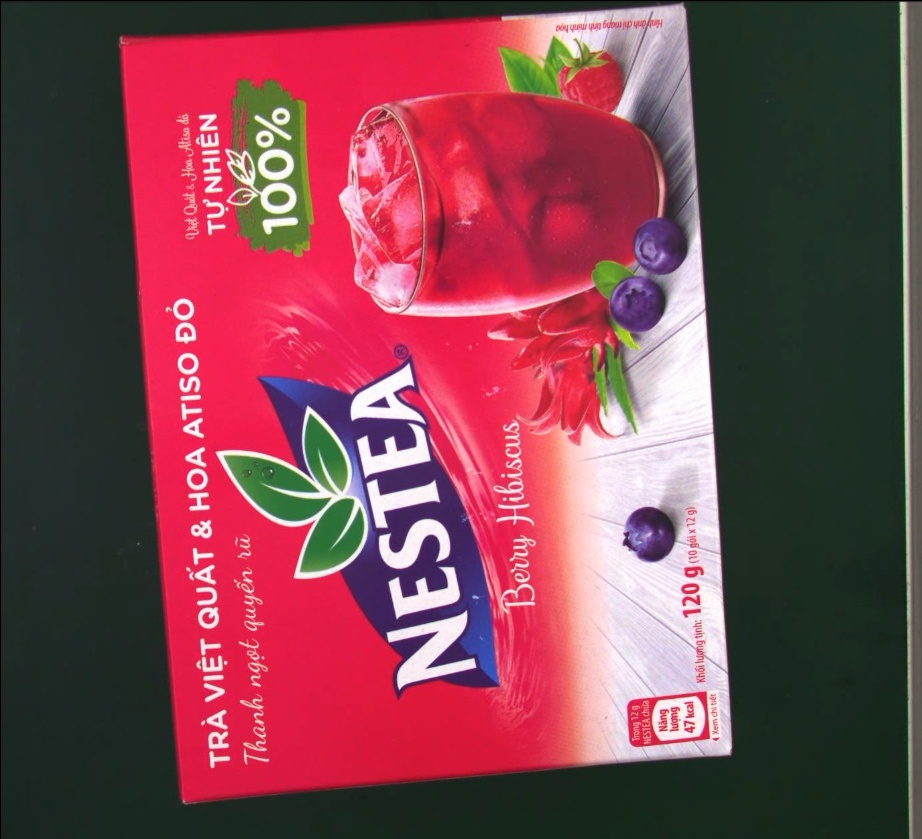 TRÀ VIỆT QUẤT & HOA ATISO ĐỎ
Thanh ngọt quyến rũ
Việt Quất & Hoa Atiso đỏ
TỰ NHIÊN
100%
NESTEA®
Berry Hibiscus
Trong 12 g
NESTEA chứa
Năng
lượng
47 kcal
Xem chi tiết
Khối lượng tịnh: 120 g (10 gói x 12 g)
Hình ảnh chỉ mang tính minh họa